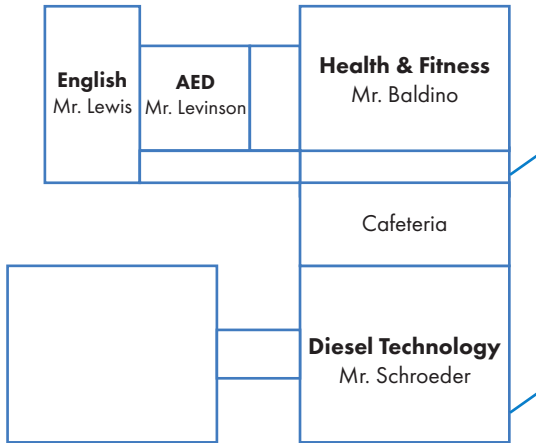 English
Mr. Lewis
AED
Mr. Levinson
Health & Fitness
Mr. Baldino
Cafeteria
Diesel Technology
Mr. Schroeder